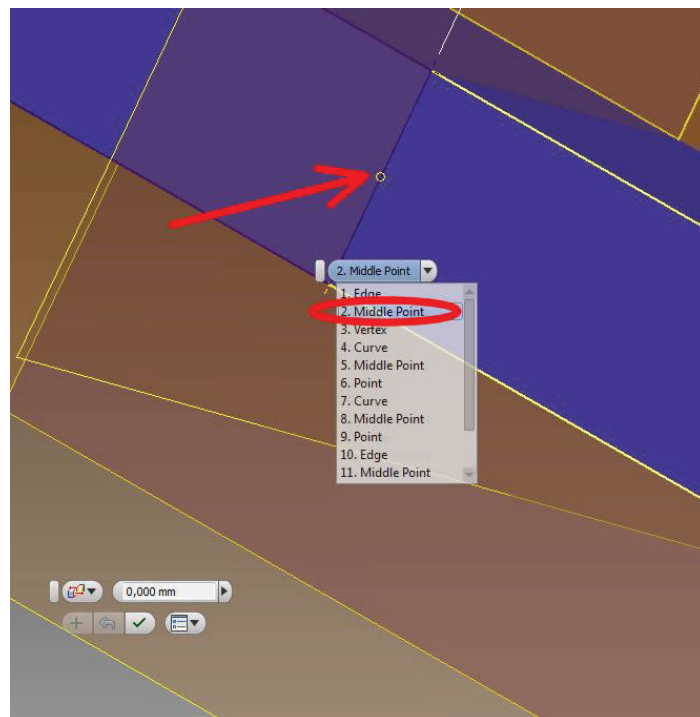 2. Middle Point
1. Edge
2. Middle Point
3. Vertex
4. Curve
5. Middle Point
6. Point
7. Curve
8. Middle Point
9. Point
10. Edge
11. Middle Point
0,000 mm